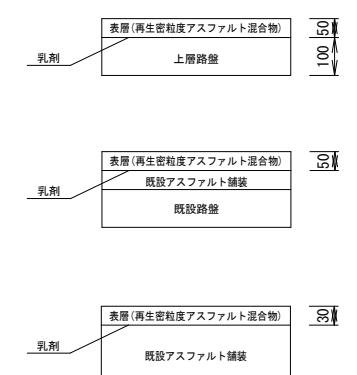 表層(再生密粒度アスファルト混合物)
50
乳剤
上層路盤
100
表層(再生密粒度アスファルト混合物)
50
乳剤
既設アスファルト舗装
既設路盤
表層(再生密粒度アスファルト混合物)
30
乳剤
既設アスファルト舗装